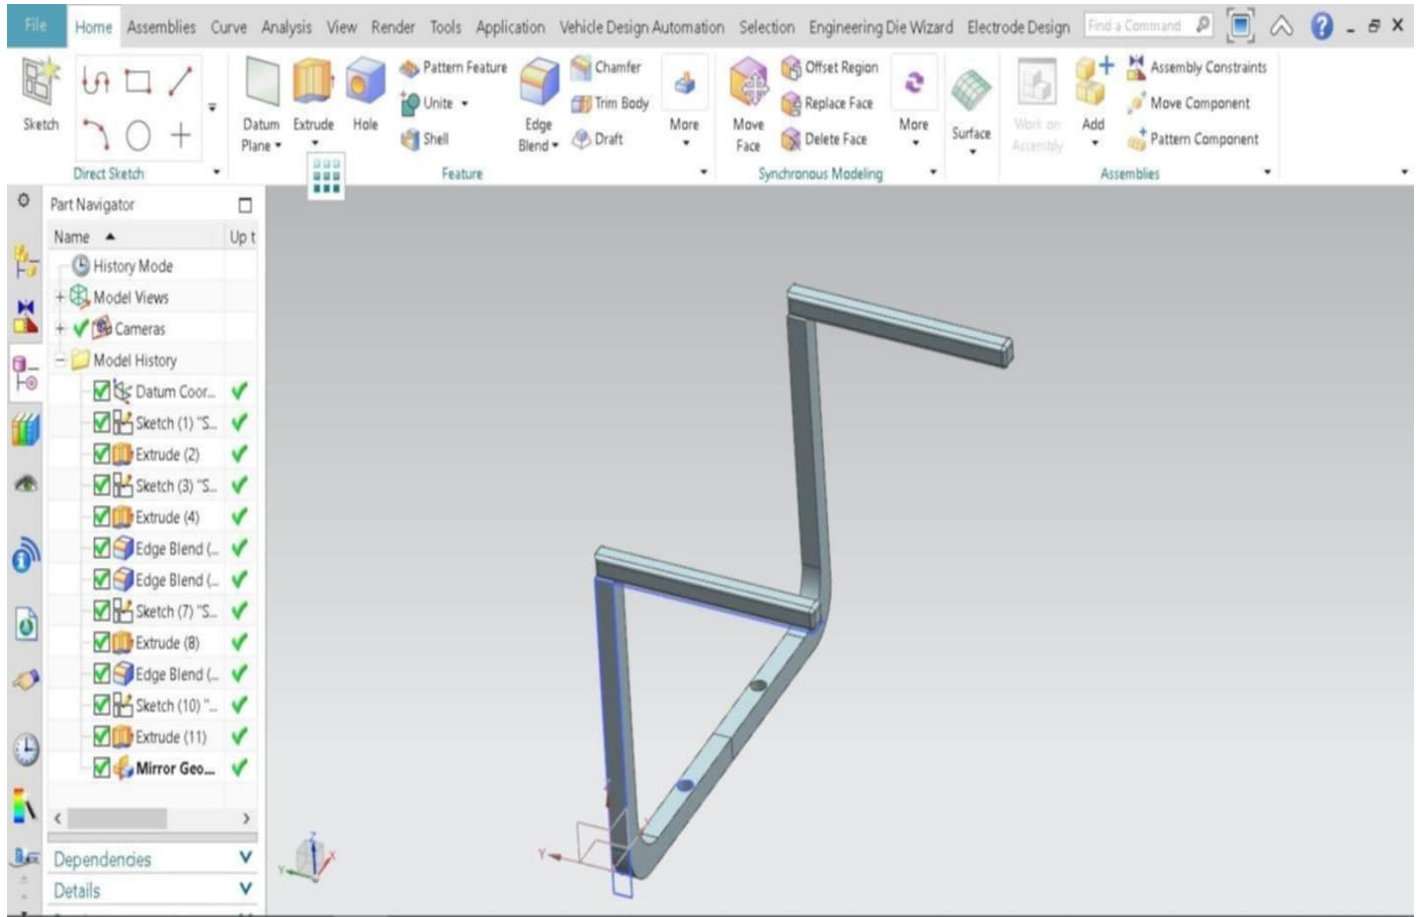 File Home Assemblies Curve Analysis View Render Tools Application Vehicle Design Automation Selection Engineering Die Wizard Electrode Design Find a Command
Pattern Feature Chamfer Offset Region Assembly Constraints
Unite Trim Body Replace Face Move Component
Sketch Datum Plane Extrude Hole Shell Edge Blend Draft More Move Face Delete Face More Surface Work on Assembly Add Pattern Component
Direct Sketch Feature Synchronous Modeling Assemblies
Part Navigator
Name Up t
History Mode
Model Views
Cameras
Model History
Datum Coor...
Sketch (1) "S...
Extrude (2)
Sketch (3) "S...
Extrude (4)
Edge Blend (...
Edge Blend (...
Sketch (7) "S...
Extrude (8)
Edge Blend (...
Sketch (10) "...
Extrude (11)
Mirror Geo...
Dependencies
Details
Z
Y
X
Y